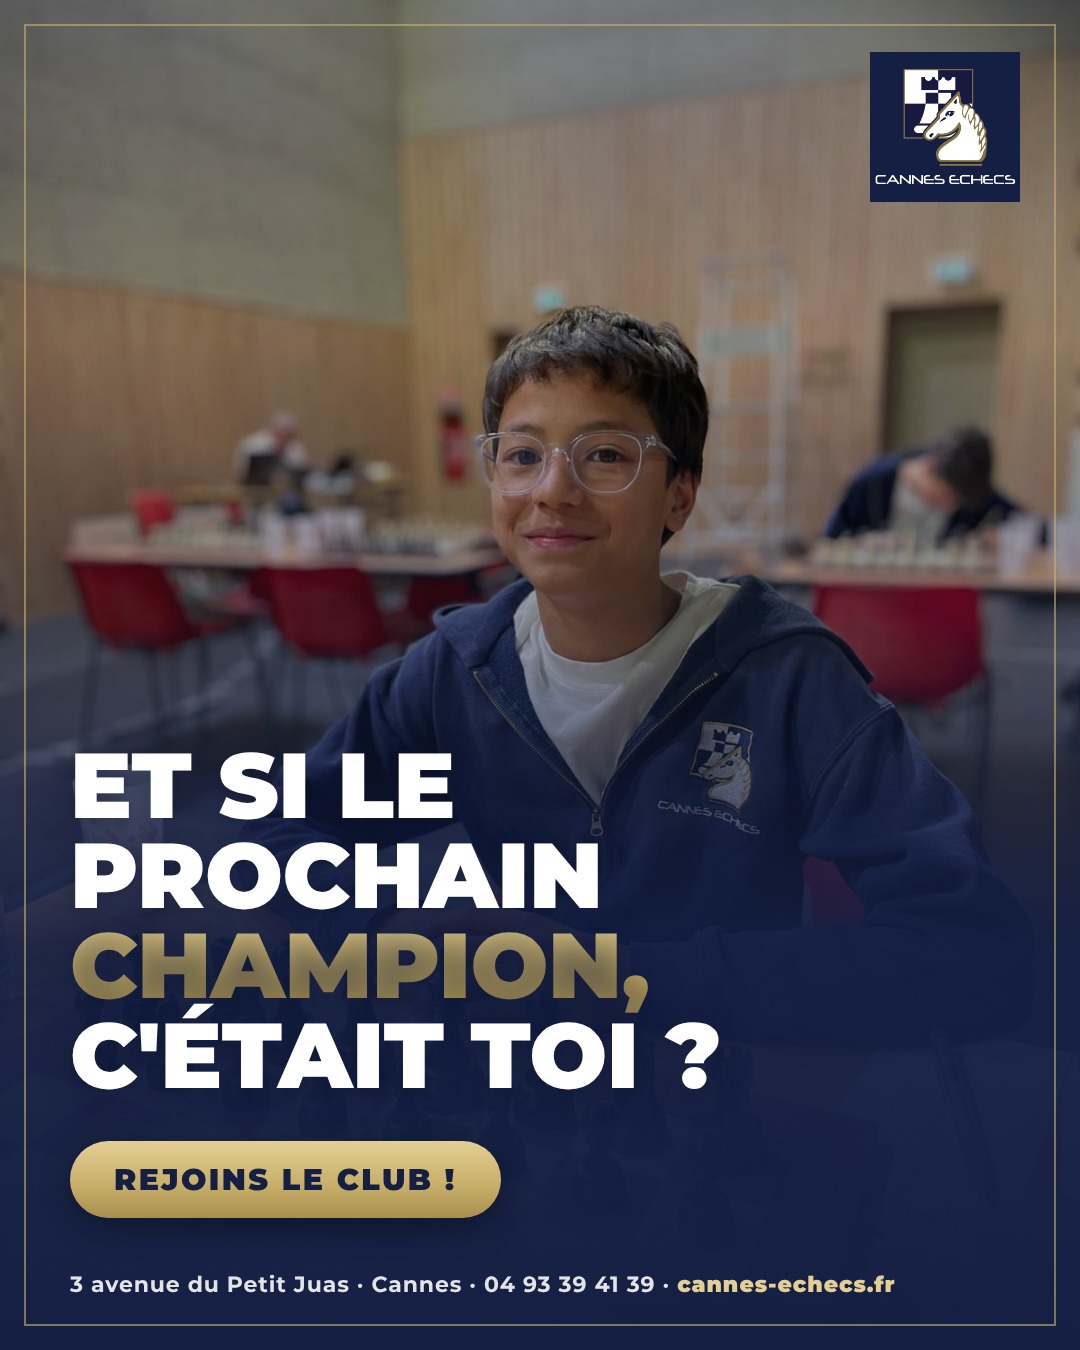 CANNES ECHECS
CANNES ECHECS
ET SI LE
PROCHAIN
CHAMPION,
C'ÉTAIT TOI ?
REJOINS LE CLUB !
3 avenue du Petit Juas · Cannes · 04 93 39 41 39 · cannes-echecs.fr